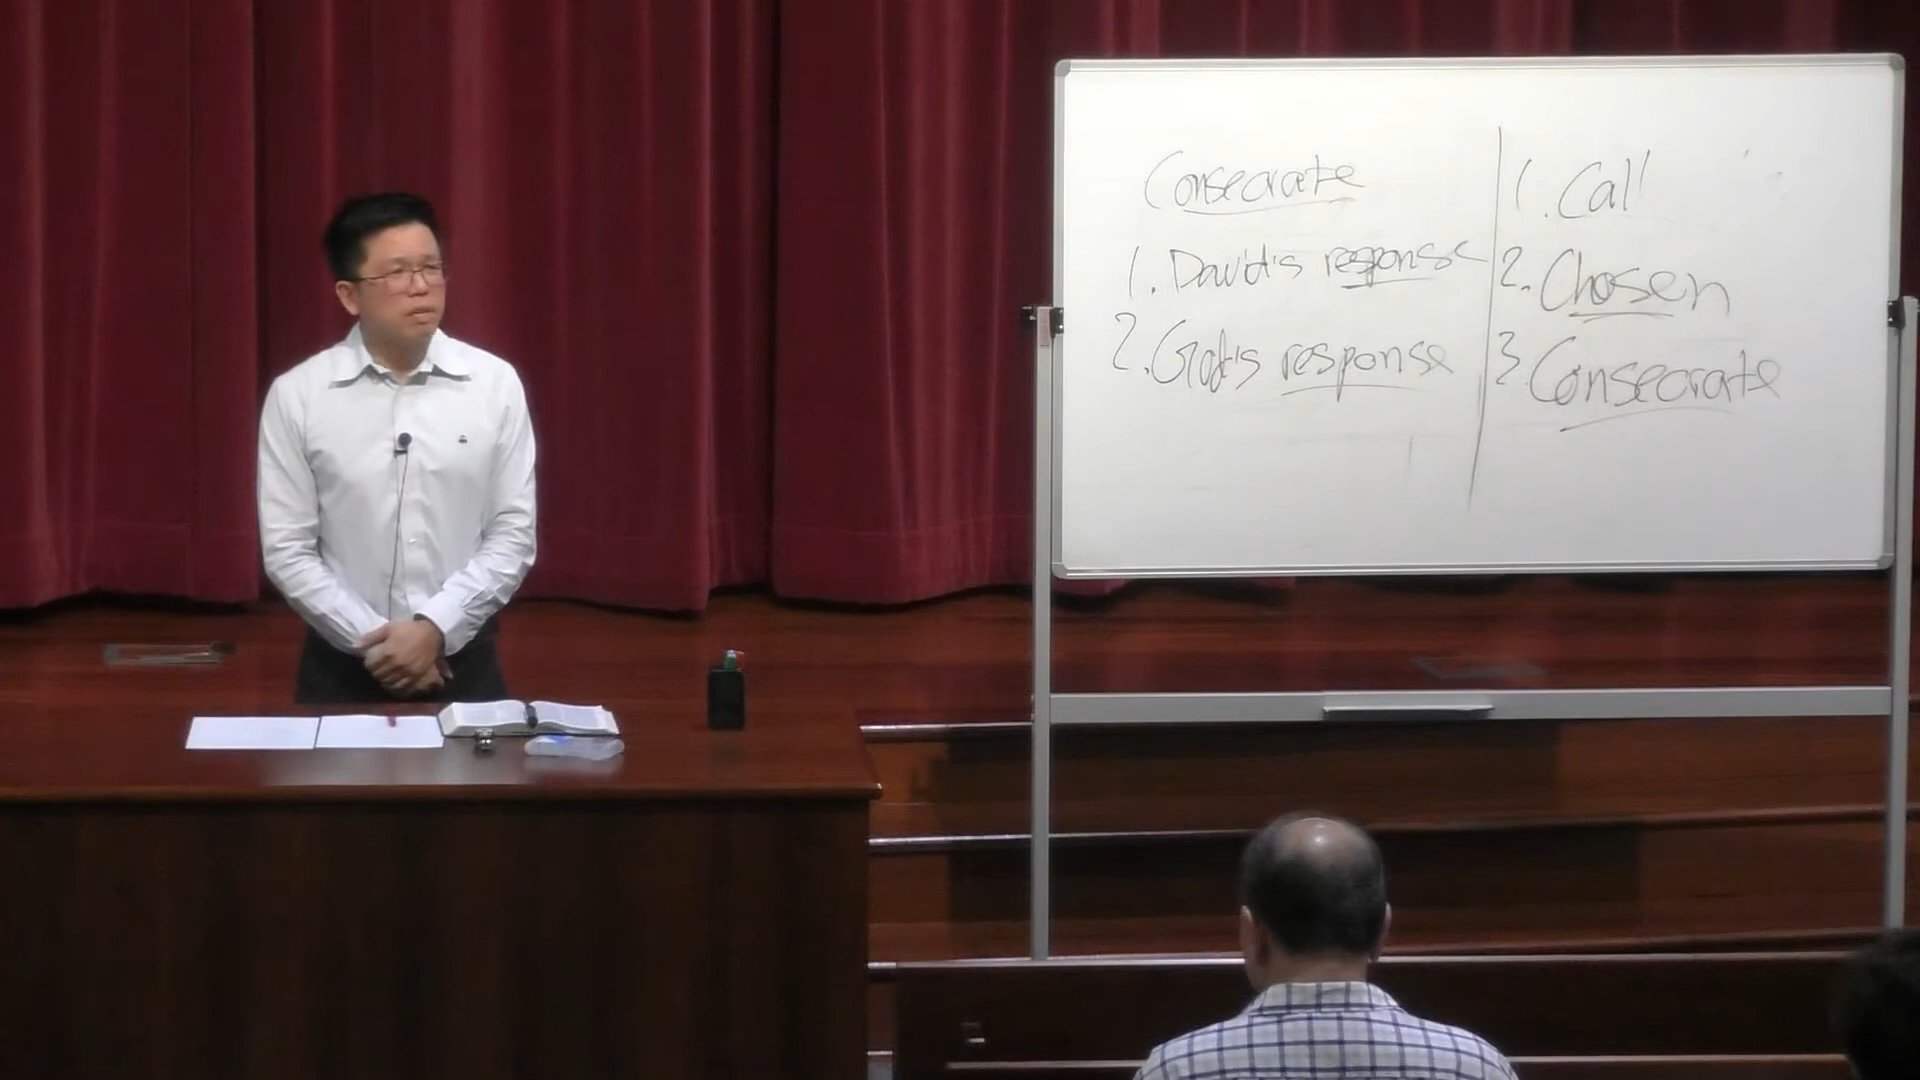 Consecrate
1. David's response
2. God's response
1. Call
2. Chosen
3. Consecrate